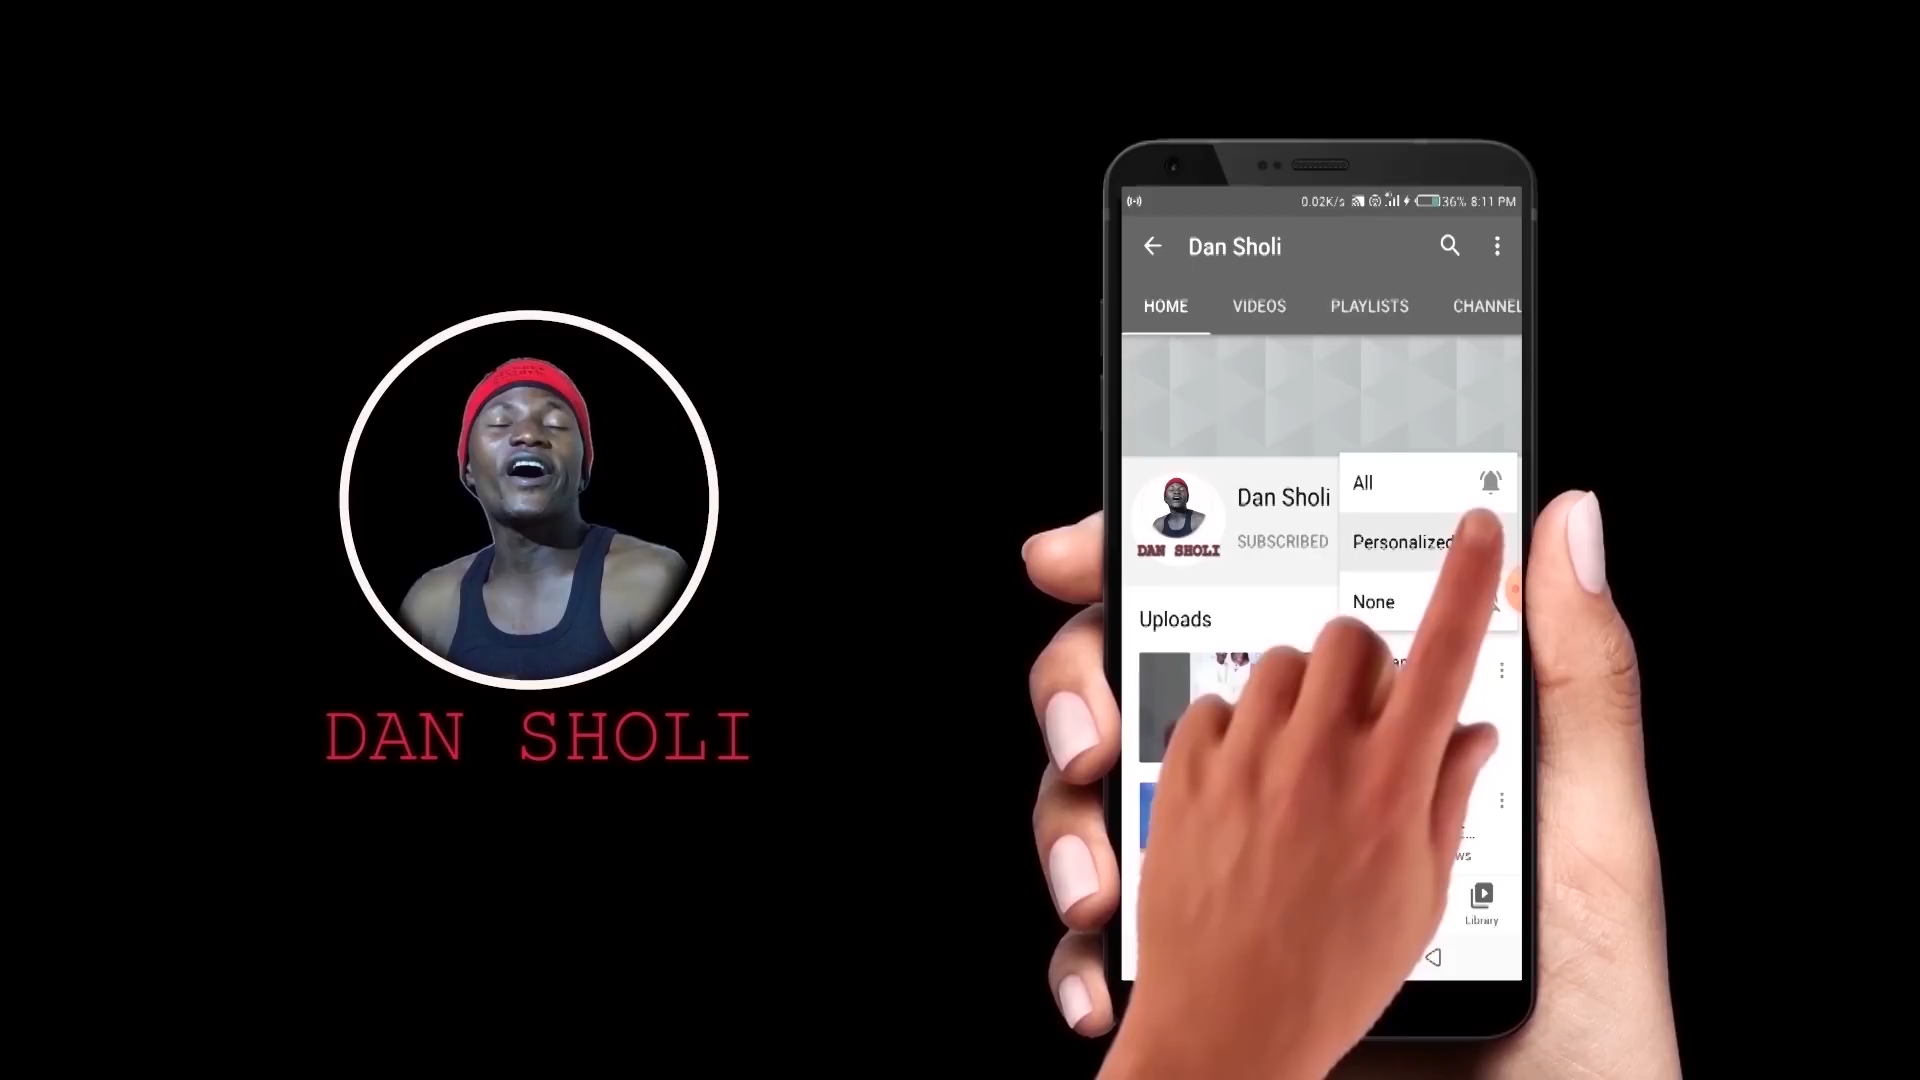 DAN SHOLI
0.02K/s 36% 8:11 PM
Dan Sholi
HOME VIDEOS PLAYLISTS CHANNEL
All
Dan Sholi
SUBSCRIBED
DAN SHOLI
Personalized
None
Uploads
Library